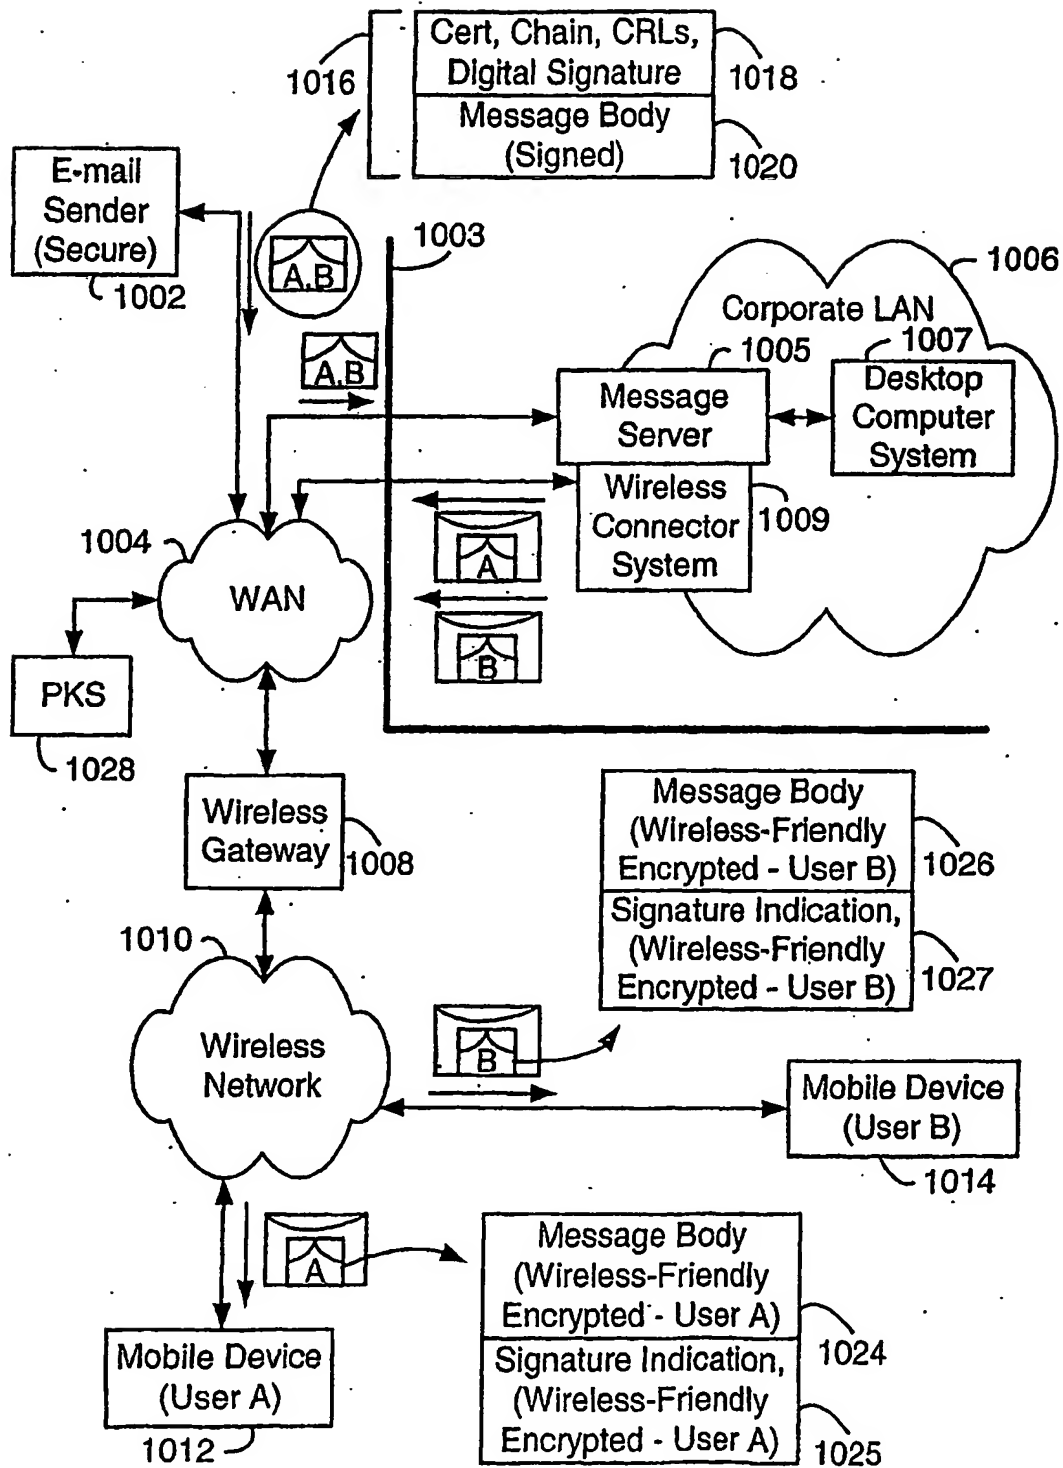 Cert, Chain, CRLs,
Digital Signature
1016
1018
Message Body
(Signed)
1020
E-mail
Sender
(Secure)
1002
A,B
1003
1006
Corporate LAN
A,B
1005
1007
Message
Server
Desktop
Computer
System
Wireless
Connector
System
1009
A
1004
WAN
B
PKS
1028
Wireless
Gateway
1008
Message Body
(Wireless-Friendly
Encrypted - User B)
1026
Signature Indication,
(Wireless-Friendly
Encrypted - User B)
1027
1010
Wireless
Network
B
Mobile Device
(User B)
1014
A
Message Body
(Wireless-Friendly
Encrypted - User A)
1024
Signature Indication,
(Wireless-Friendly
Encrypted - User A)
1025
Mobile Device
(User A)
1012